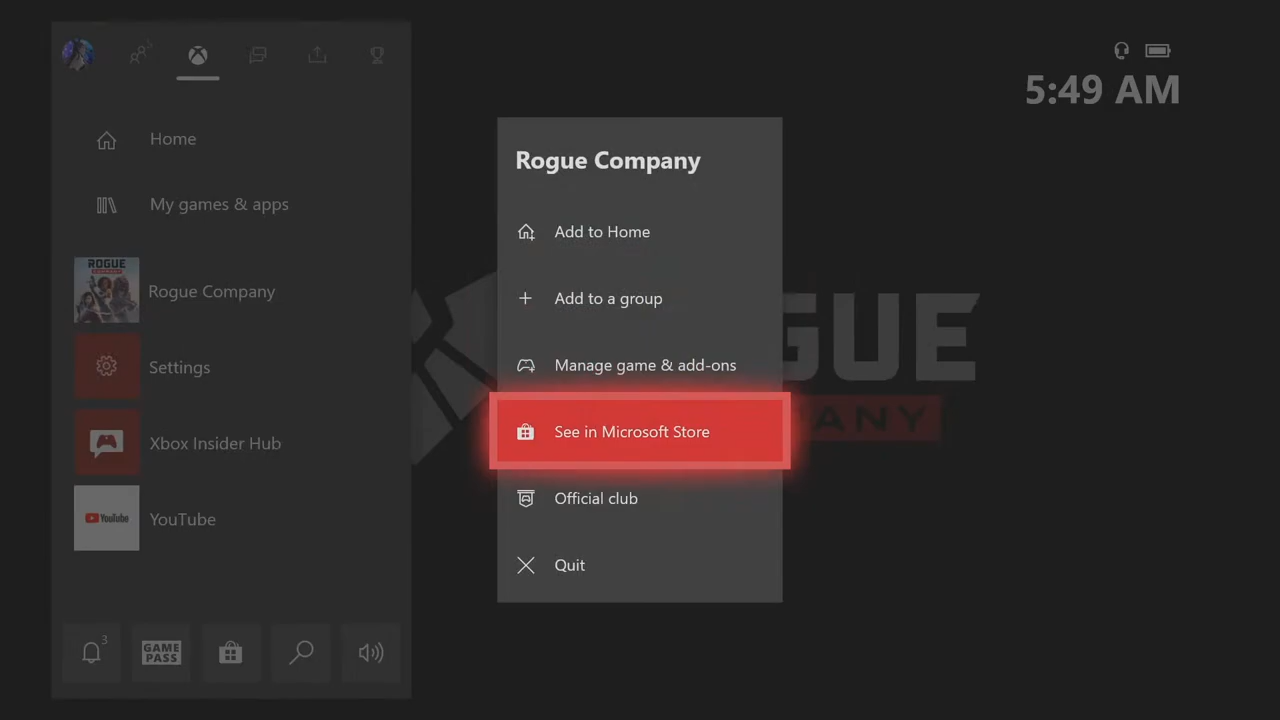 5:49 AM
Home
My games & apps
ROGUE
COMPANY
Rogue Company
Settings
Xbox Insider Hub
YouTube
YouTube
3
GAME
PASS
Rogue Company
Add to Home
Add to a group
Manage game & add-ons
See in Microsoft Store
Official club
Quit
GUE
ANY